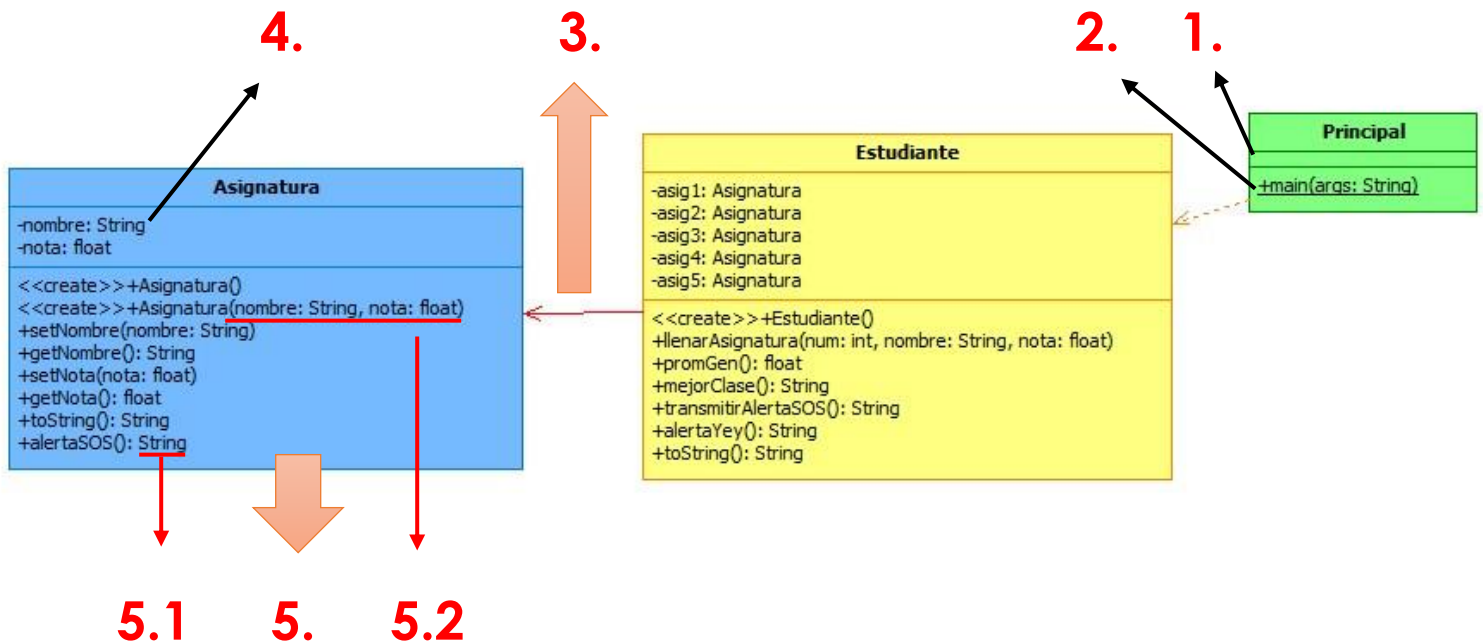 4.
3.
2.
1.
Asignatura
-nombre: String
-nota: float
<<create>>+Asignatura()
<<create>>+Asignatura(nombre: String, nota: float)
+setNombre(nombre: String)
+getNombre(): String
+setNota(nota: float)
+getNota(): float
+toString(): String
+alertaSOS(): String
Estudiante
-asig1: Asignatura
-asig2: Asignatura
-asig3: Asignatura
-asig4: Asignatura
-asig5: Asignatura
<<create>>+Estudiante()
+llenarAsignatura(num: int, nombre: String, nota: float)
+promGen(): float
+mejorClase(): String
+transmitirAlertaSOS(): String
+alertaYey(): String
+toString(): String
Principal
+main(args: String)
5.1
5.
5.2